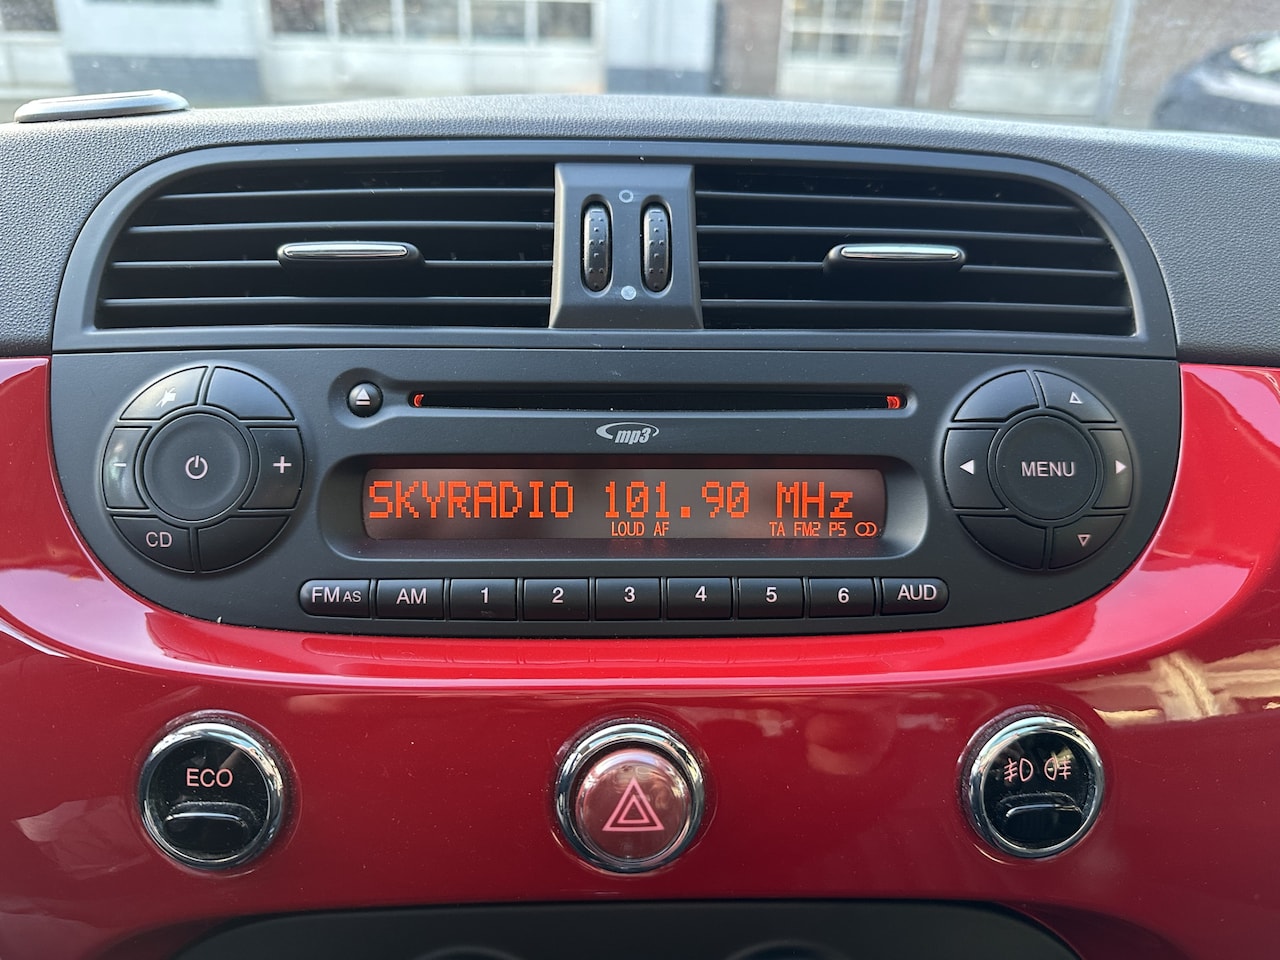 mp3
SKYRADIO 101.90 MHz
LOUD AF TA FM2 P5
CD
MENU
FM AS AM 1 2 3 4 5 6 AUD
ECO